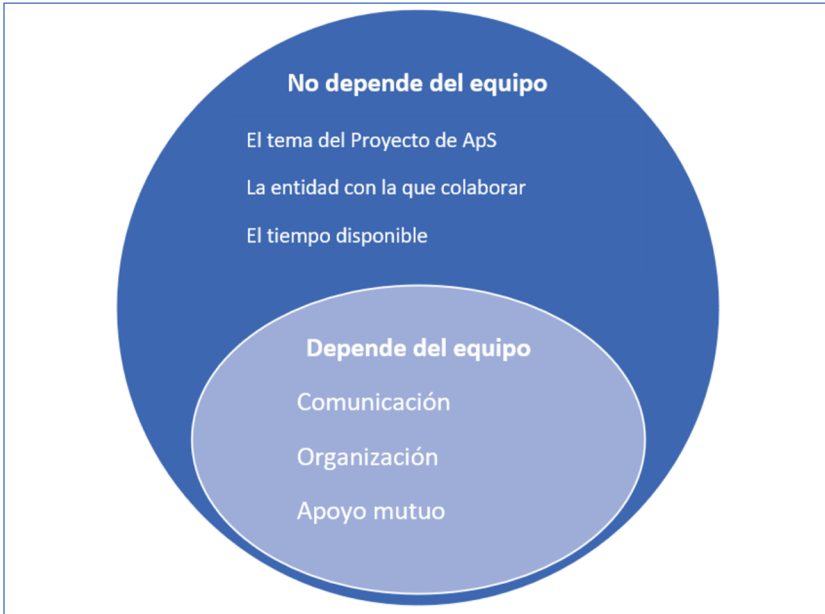 No depende del equipo
El tema del Proyecto de ApS
La entidad con la que colaborar
El tiempo disponible
Depende del equipo
Comunicación
Organización
Apoyo mutuo